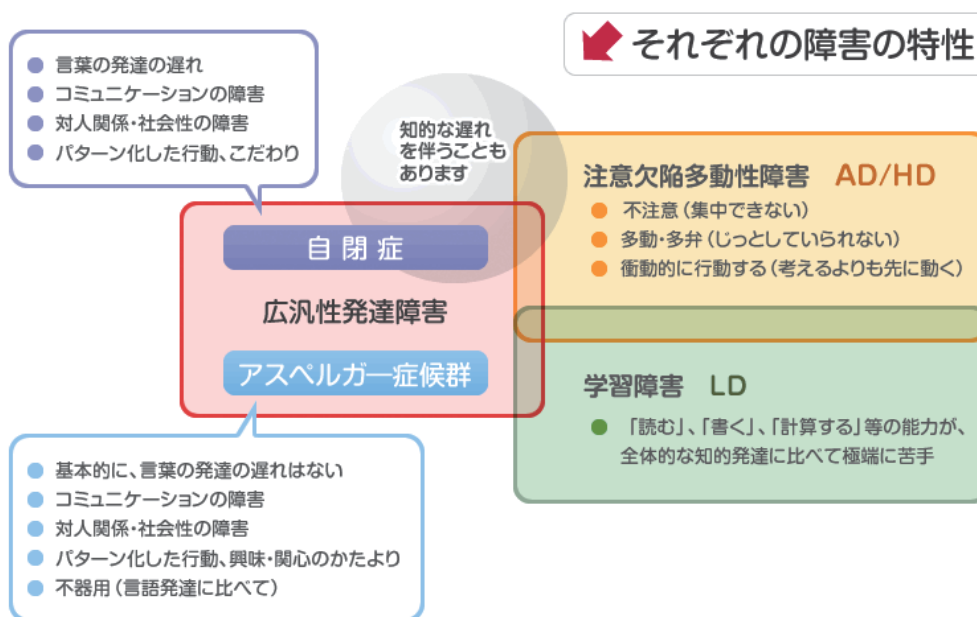 それぞれの障害の特性
言葉の発達の遅れ
コミュニケーションの障害
対人関係・社会性の障害
パターン化した行動、こだわり
知的な遅れ
を伴うことも
あります
自閉症
広汎性発達障害
アスペルガー症候群
基本的に、言葉の発達の遅れはない
コミュニケーションの障害
対人関係・社会性の障害
パターン化した行動、興味・関心のかたより
不器用(言語発達に比べて)
注意欠陥多動性障害 AD/HD
不注意(集中できない)
多動・多弁(じっとしていられない)
衝動的に行動する(考えるよりも先に動く)
学習障害 LD
「読む」、「書く」、「計算する」等の能力が、
全体的な知的発達に比べて極端に苦手